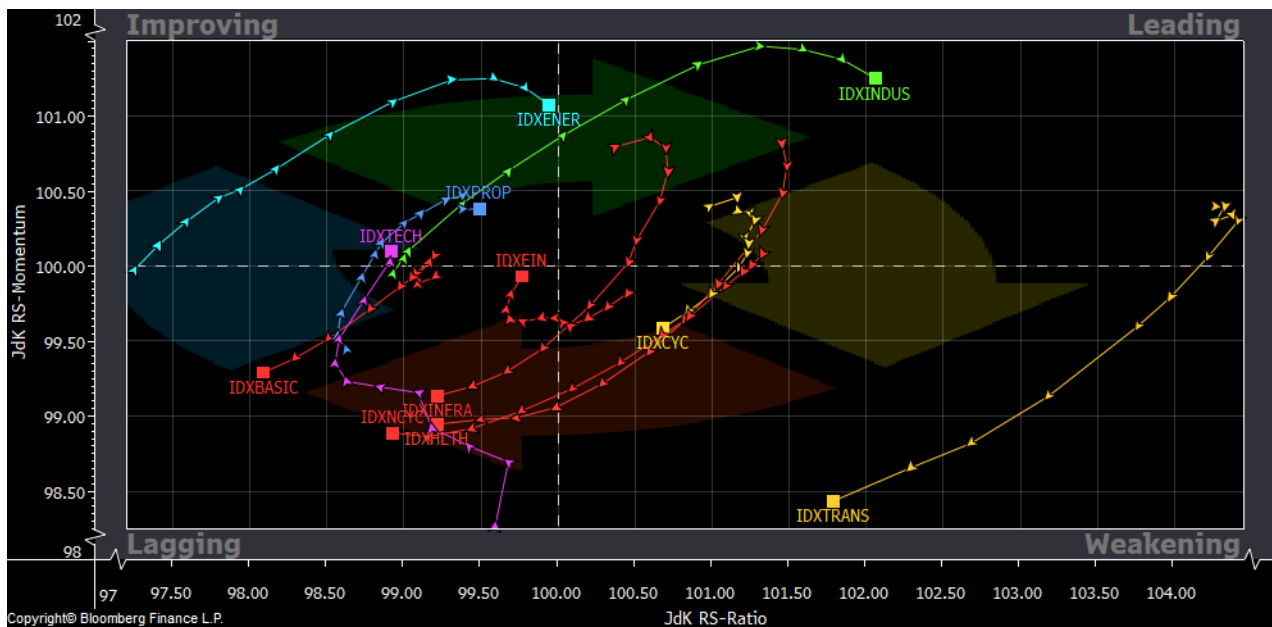 102
Improving
Leading
IDXINDUS
IDXENER
101.00
100.50
IDXPROP
IDXTECH
IDXEIN
100.00
JdK RS-Momentum
99.50
IDXCYC
IDXBASIC
IDXINFRA
IDXNCYC
IDXHLTH
99.00
98.50
IDXTRANS
98
Lagging
Weakening
97
97.50
98.00
98.50
99.00
99.50
100.00
100.50
101.00
101.50
102.00
102.50
103.00
103.50
104.00
Copyright© Bloomberg Finance L.P.
JdK RS-Ratio